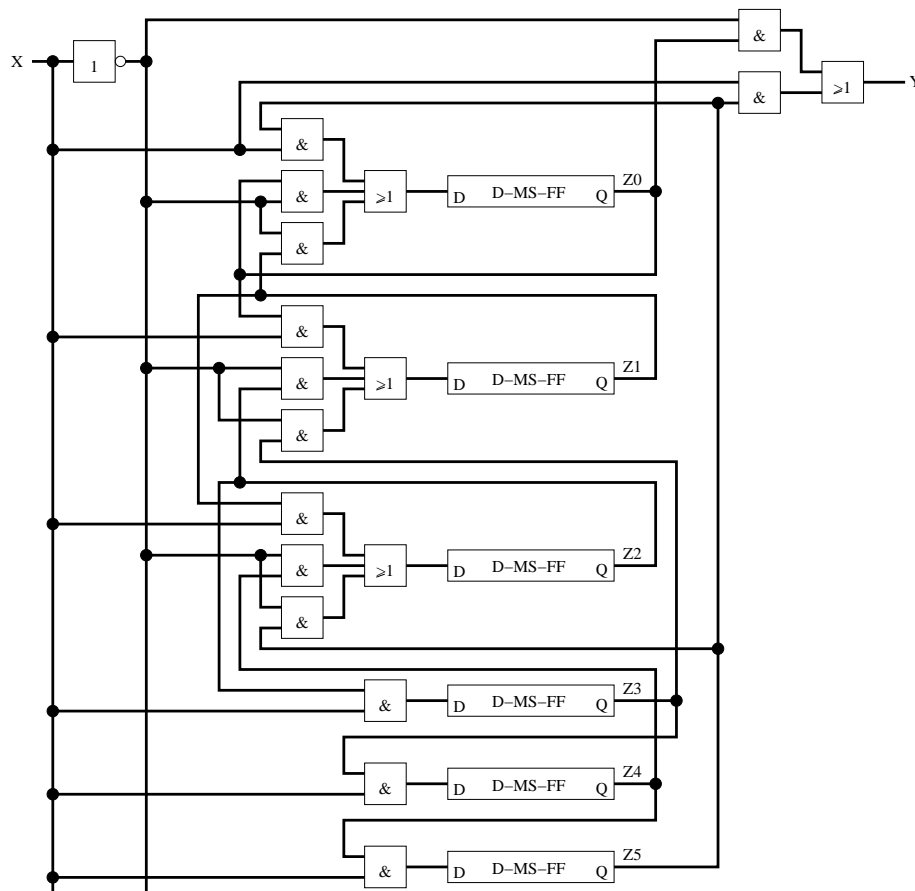 &
X 1 & ≥1 Y
&
& ≥1 D D-MS-FF Q Z0
&
&
& ≥1 D D-MS-FF Q Z1
&
&
& ≥1 D D-MS-FF Q Z2
&
& D D-MS-FF Q Z3
& D D-MS-FF Q Z4
& D D-MS-FF Q Z5